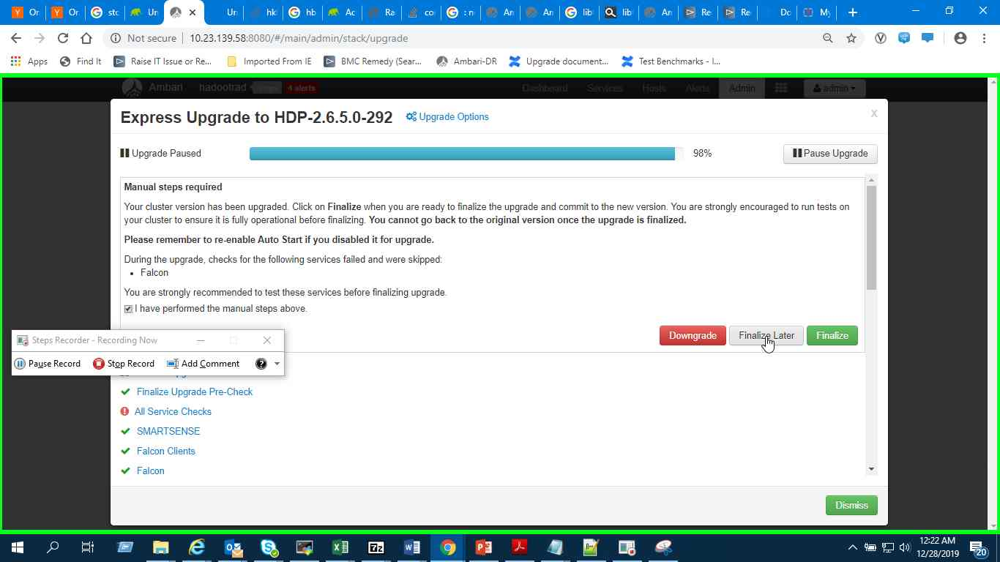 Or
Or
stc
Ur
Ur
hk
hb
Ac
Ra
co
: n
An
An
lib
lib
An
Re
Re
Do
My
Not secure
10.23.139.58:8080/#/main/admin/stack/upgrade
Apps
Find It
Raise IT Issue or Re...
Imported From IE
BMC Remedy (Sear...
Ambari-DR
Upgrade document...
Test Benchmarks - I...
Ambari
hadootrad
4 alerts
Dashboard
Services
Hosts
Alerts
Admin
admin
Express Upgrade to HDP-2.6.5.0-292
Upgrade Options
x
Upgrade Paused
98%
Pause Upgrade
Manual steps required
Your cluster version has been upgraded. Click on Finalize when you are ready to finalize the upgrade and commit to the new version. You are strongly encouraged to run tests on
your cluster to ensure it is fully operational before finalizing. You cannot go back to the original version once the upgrade is finalized.
Please remember to re-enable Auto Start if you disabled it for upgrade.
During the upgrade, checks for the following services failed and were skipped:
• Falcon
You are strongly recommended to test these services before finalizing upgrade.
I have performed the manual steps above.
Downgrade
Finalize Later
Finalize
Steps Recorder - Recording Now
Pause Record
Stop Record
Add Comment
Finalize Upgrade Pre-Check
All Service Checks
SMARTSENSE
Falcon Clients
Falcon
Dismiss
12:22 AM
12/28/2019
20